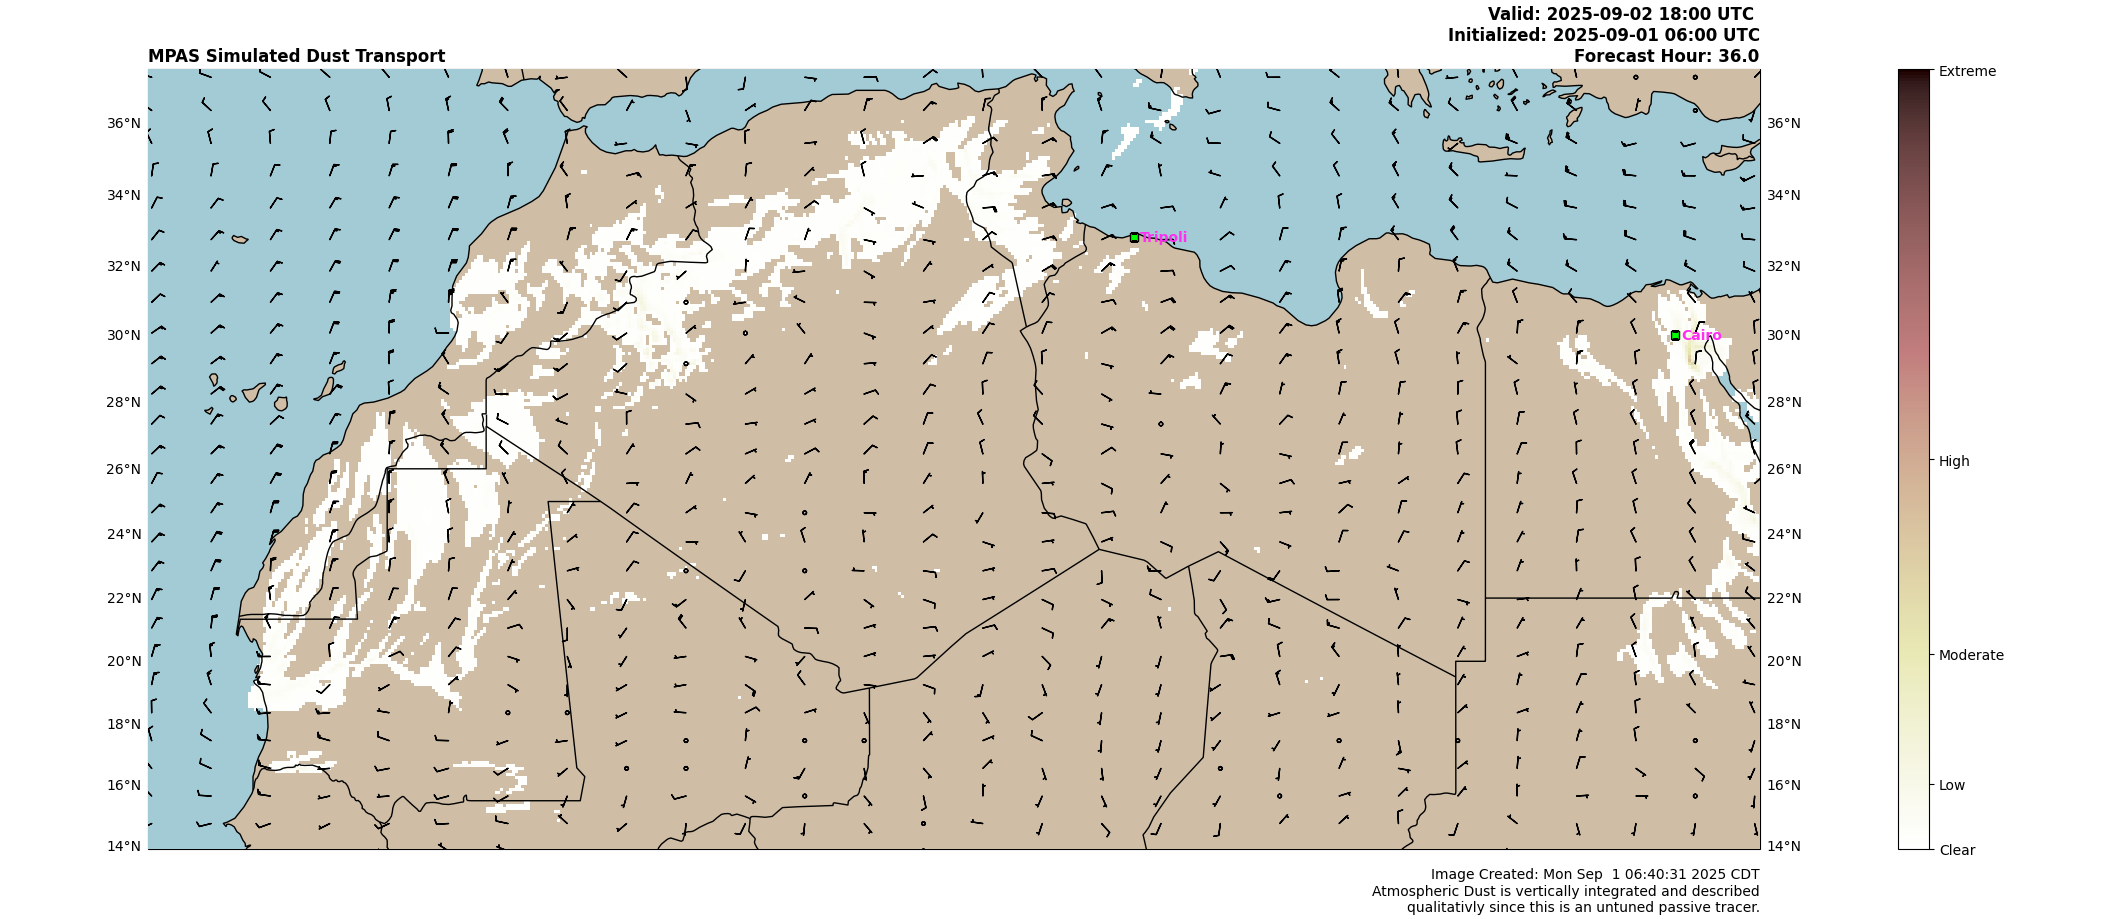 Valid: 2025-09-02 18:00 UTC
Initialized: 2025-09-01 06:00 UTC
MPAS Simulated Dust Transport
Forecast Hour: 36.0
Extreme
36°N
36°N
34°N
34°N
Tripoli
32°N
32°N
30°N
Cairo
30°N
28°N
28°N
High
26°N
26°N
24°N
24°N
22°N
22°N
20°N
20°N
Moderate
18°N
18°N
16°N
16°N
Low
14°N
14°N
Clear
Image Created: Mon Sep  1 06:40:31 2025 CDT
Atmospheric Dust is vertically integrated and described
qualitativly since this is an untuned passive tracer.